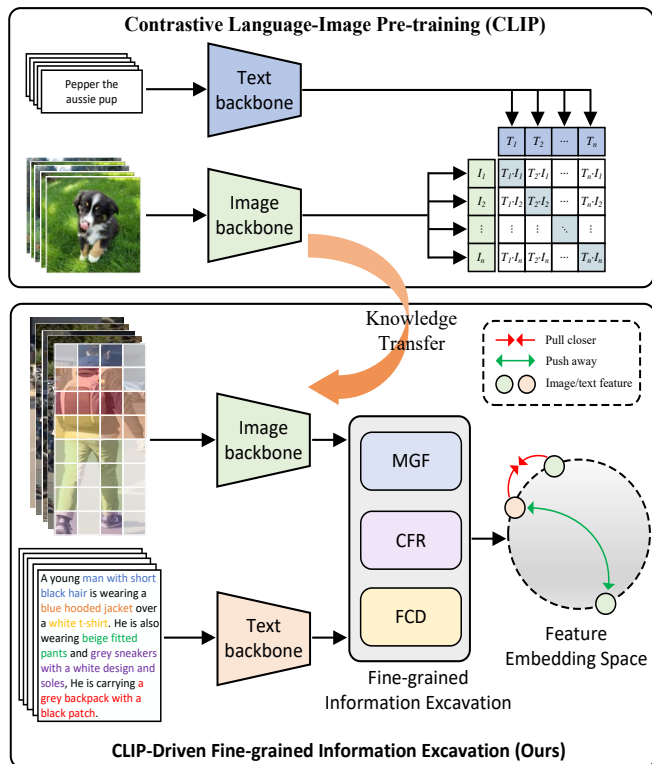 Contrastive Language-Image Pre-training (CLIP)
Pepper the
aussie pup
Text
backbone
T1 T2 ... Tn
Image
backbone
I1 T1·I1 T2·I1 ... Tn·I1
I2 T1·I2 T2·I2 ... Tn·I2
⋮ ⋮ ⋮ ⋱ ⋮
In T1·In T2·In ... Tn·In
Knowledge
Transfer
Pull closer
Push away
Image/text feature
Image
backbone
MGF
CFR
FCD
A young man with short
black hair is wearing a
blue hooded jacket over
a white t-shirt. He is also
wearing beige fitted
pants and grey sneakers
with a white design and
soles, He is carrying a
grey backpack with a
black patch.
Text
backbone
Fine-grained
Information Excavation
Feature
Embedding Space
CLIP-Driven Fine-grained Information Excavation (Ours)